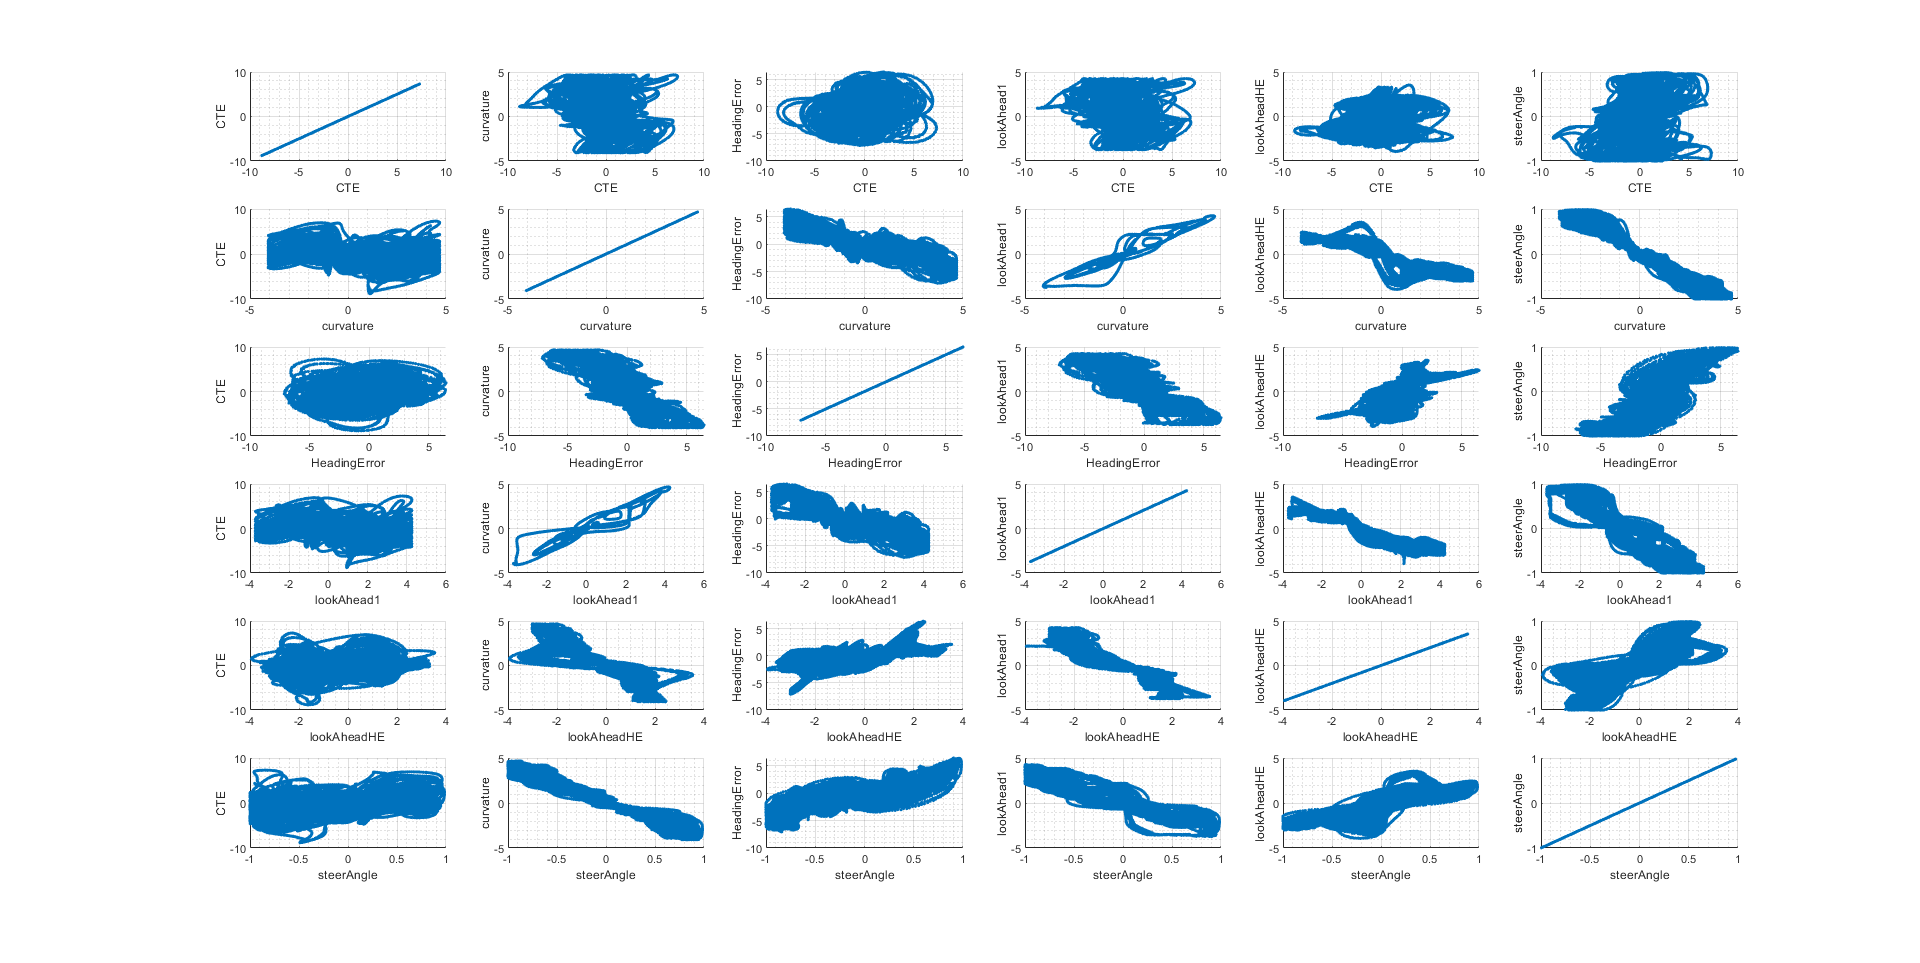 10 5 5 5 5 1
CTE curvature HeadingError lookAhead1 lookAheadHE steerAngle
0 0 0 0 0 0
-5
-10 -5 -10 -5 -5 -1
-10 -5 0 5 10 -10 -5 0 5 10 -10 -5 0 5 10 -10 -5 0 5 10 -10 -5 0 5 10 -10 -5 0 5 10
CTE CTE CTE CTE CTE CTE
10 5 5 5 5 1
CTE curvature HeadingError lookAhead1 lookAheadHE steerAngle
0 0 0 0 0 0
-5
-10 -5 -10 -5 -5 -1
-5 0 5 -5 0 5 -5 0 5 -5 0 5 -5 0 5 -5 0 5
curvature curvature curvature curvature curvature curvature
10 5 5 5 5 1
CTE curvature HeadingError lookAhead1 lookAheadHE steerAngle
0 0 0 0 0 0
-5
-10 -5 -10 -5 -5 -1
-10 -5 0 5 -10 -5 0 5 -10 -5 0 5 -10 -5 0 5 -10 -5 0 5 -10 -5 0 5
HeadingError HeadingError HeadingError HeadingError HeadingError HeadingError
10 5 5 5 5 1
CTE curvature HeadingError lookAhead1 lookAheadHE steerAngle
0 0 0 0 0 0
-5
-10 -5 -10 -5 -5 -1
-4 -2 0 2 4 6 -4 -2 0 2 4 6 -4 -2 0 2 4 6 -4 -2 0 2 4 6 -4 -2 0 2 4 6 -4 -2 0 2 4 6
lookAhead1 lookAhead1 lookAhead1 lookAhead1 lookAhead1 lookAhead1
10 5 5 5 5 1
CTE curvature HeadingError lookAhead1 lookAheadHE steerAngle
0 0 0 0 0 0
-5
-10 -5 -10 -5 -5 -1
-4 -2 0 2 4 -4 -2 0 2 4 -4 -2 0 2 4 -4 -2 0 2 4 -4 -2 0 2 4 -4 -2 0 2 4
lookAheadHE lookAheadHE lookAheadHE lookAheadHE lookAheadHE lookAheadHE
10 5 5 5 5 1
CTE curvature HeadingError lookAhead1 lookAheadHE steerAngle
0 0 0 0 0 0
-5
-10 -5 -10 -5 -5 -1
-1 -0.5 0 0.5 1 -1 -0.5 0 0.5 1 -1 -0.5 0 0.5 1 -1 -0.5 0 0.5 1 -1 -0.5 0 0.5 1 -1 -0.5 0 0.5 1
steerAngle steerAngle steerAngle steerAngle steerAngle steerAngle